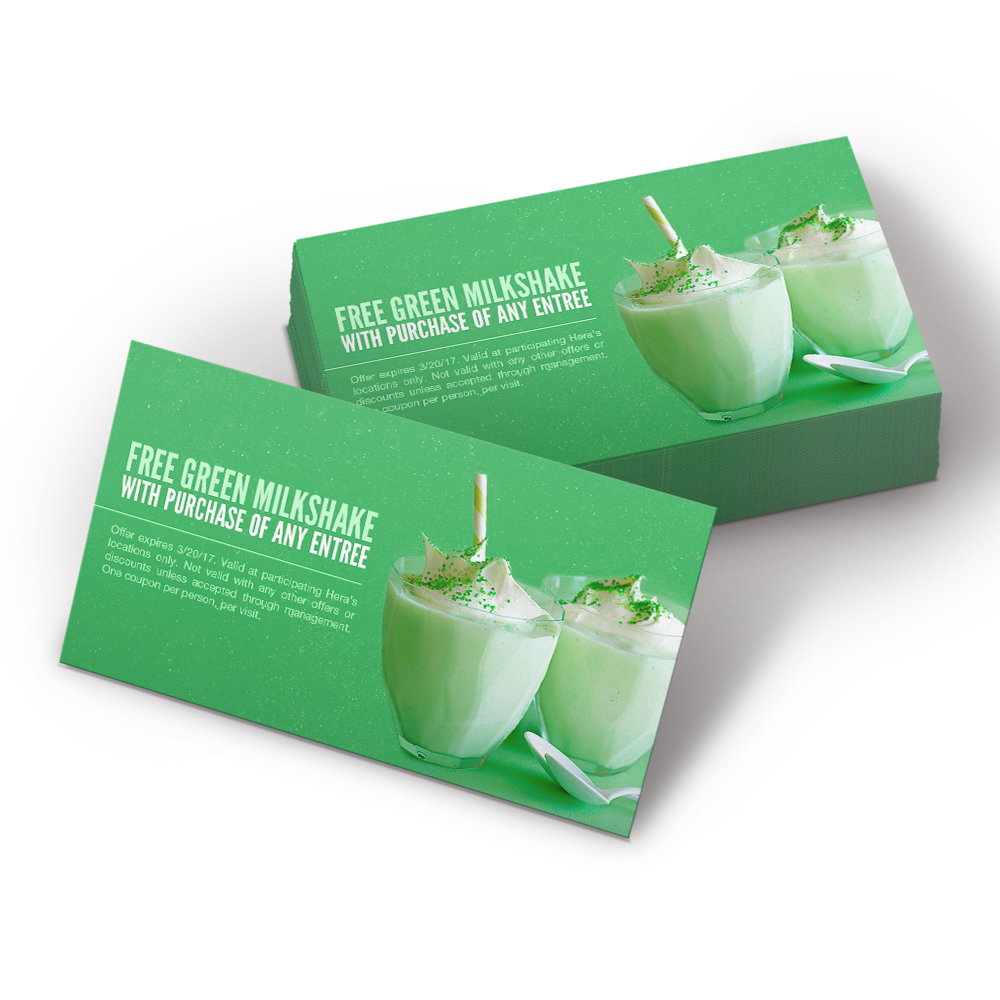 FREE GREEN MILKSHAKE
WITH PURCHASE OF ANY ENTREE
Offer expires 3/20/17. Valid at participating Hera's
locations only. Not valid with any other offers or
discounts unless accepted through management.
coupon per person, per visit.
FREE GREEN MILKSHAKE
WITH PURCHASE OF ANY ENTREE
Offer expires 3/20/17. Valid at participating Hera's
locations only. Not valid with any other offers or
discounts unless accepted through management.
One coupon per person, per visit.